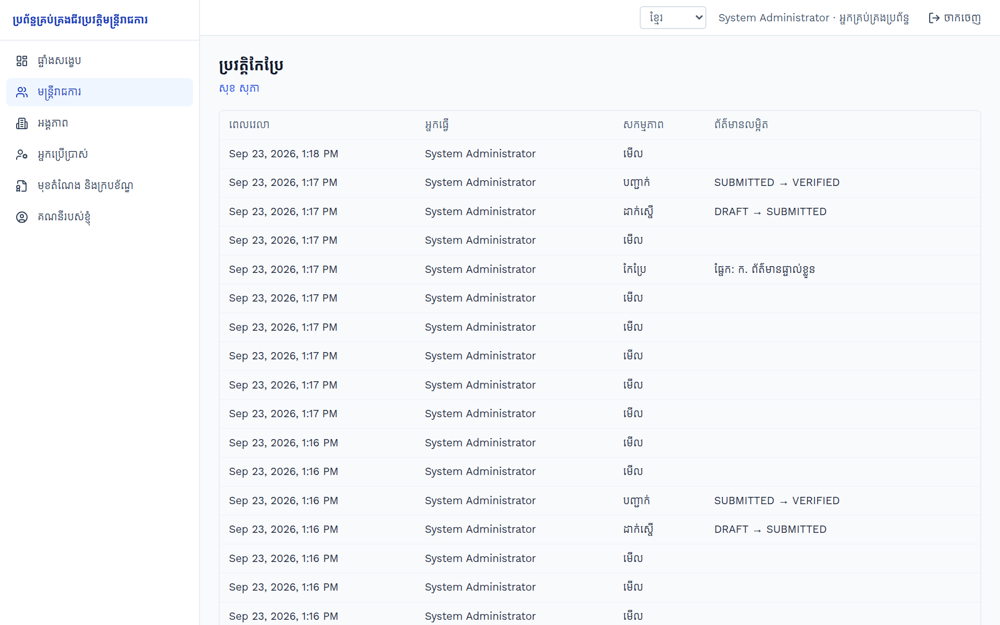 ប្រព័ន្ធគ្រប់គ្រងជីវប្រវត្តិមន្ត្រីរាជការ
ខ្មែរ
System Administrator · អ្នកគ្រប់គ្រងប្រព័ន្ធ
ចាកចេញ
ផ្ទាំងសង្ខេប
មន្ត្រីរាជការ
អង្គភាព
អ្នកប្រើប្រាស់
មុខតំណែង និងក្របខ័ណ្ឌ
គណនីរបស់ខ្ញុំ
ប្រវត្តិកែប្រែ
សុខ សុភា
ពេលវេលា អ្នកធ្វើ សកម្មភាព ព័ត៌មានលម្អិត
Sep 23, 2026, 1:18 PM System Administrator មើល
Sep 23, 2026, 1:17 PM System Administrator បញ្ជាក់ SUBMITTED → VERIFIED
Sep 23, 2026, 1:17 PM System Administrator ដាក់ស្នើ DRAFT → SUBMITTED
Sep 23, 2026, 1:17 PM System Administrator មើល
Sep 23, 2026, 1:17 PM System Administrator កែប្រែ ផ្នែក: ក. ព័ត៌មានផ្ទាល់ខ្លួន
Sep 23, 2026, 1:17 PM System Administrator មើល
Sep 23, 2026, 1:17 PM System Administrator មើល
Sep 23, 2026, 1:17 PM System Administrator មើល
Sep 23, 2026, 1:17 PM System Administrator មើល
Sep 23, 2026, 1:17 PM System Administrator មើល
Sep 23, 2026, 1:16 PM System Administrator មើល
Sep 23, 2026, 1:16 PM System Administrator មើល
Sep 23, 2026, 1:16 PM System Administrator បញ្ជាក់ SUBMITTED → VERIFIED
Sep 23, 2026, 1:16 PM System Administrator ដាក់ស្នើ DRAFT → SUBMITTED
Sep 23, 2026, 1:16 PM System Administrator មើល
Sep 23, 2026, 1:16 PM System Administrator មើល
Sep 23, 2026, 1:16 PM System Administrator មើល